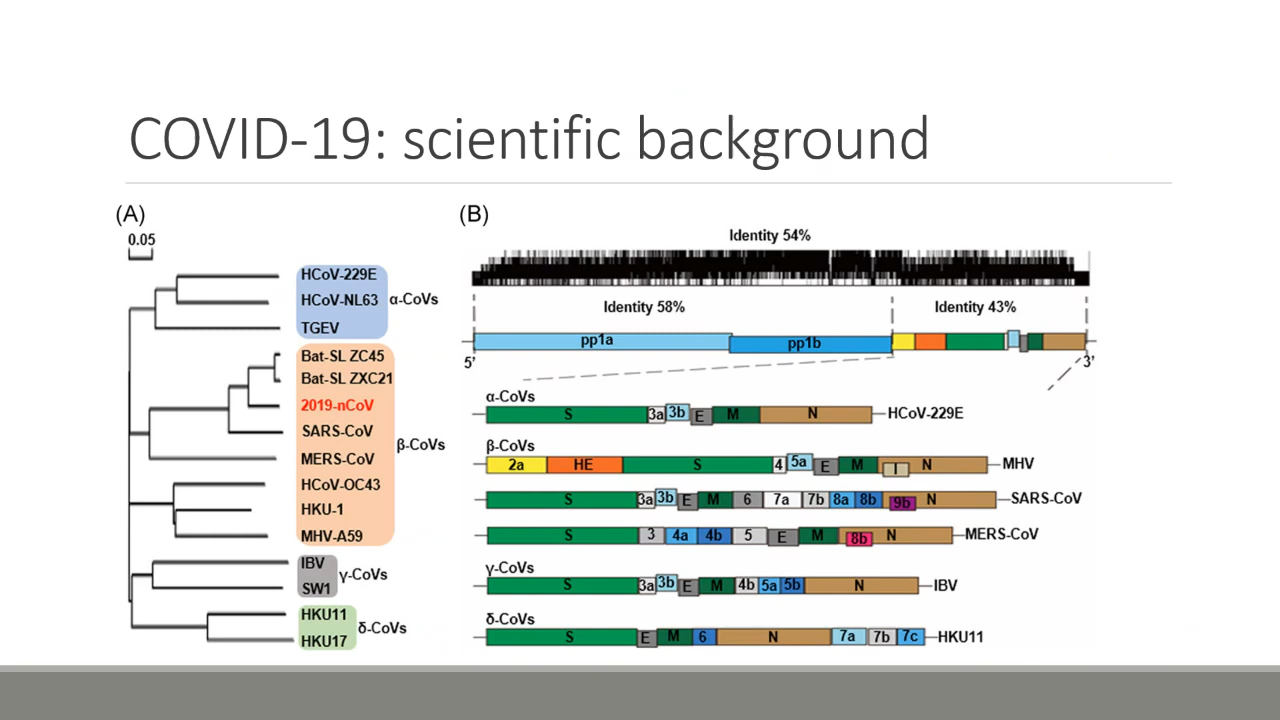 COVID-19: scientific background
(A)
0.05
HCoV-229E
HCoV-NL63
TGEV
α-CoVs
Bat-SL ZC45
Bat-SL ZXC21
2019-nCoV
SARS-CoV
MERS-CoV
HCoV-OC43
HKU-1
MHV-A59
β-CoVs
IBV
SW1
γ-CoVs
HKU11
HKU17
δ-CoVs
(B)
Identity 54%
Identity 58% Identity 43%
pp1a pp1b
5’ 3’
α-CoVs
S 3a 3b E M N HCoV-229E
β-CoVs
2a HE S 4 5a E M I N MHV
S 3a 3b E M 6 7a 7b 8a 8b 9b N SARS-CoV
S 3 4a 4b 5 E M 8b N MERS-CoV
γ-CoVs
S 3a 3b E M 4b 5a 5b N IBV
δ-CoVs
S E M 6 N 7a 7b 7c HKU11